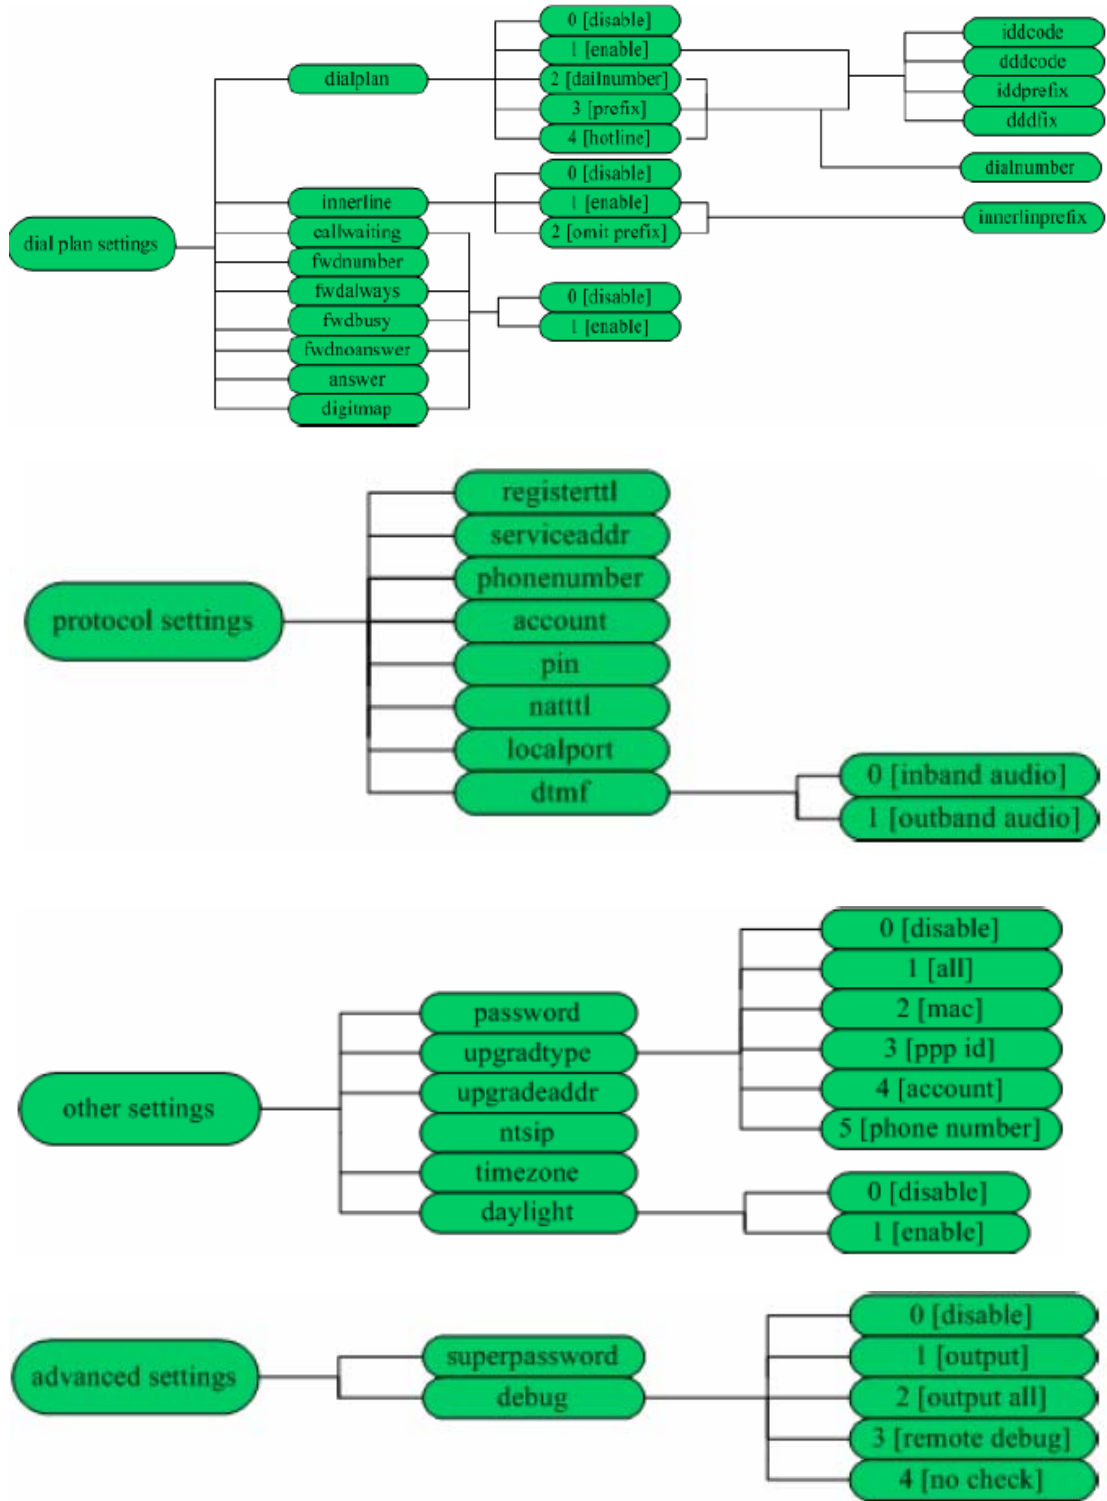 dial plan settings
dialplan
0 [disable]
1 [enable]
2 [dailnumber]
3 [prefix]
4 [hotline]
iddcode
dddcode
iddprefix
dddfix
dialnumber
innerline
0 [disable]
1 [enable]
2 [omit prefix]
innerlinprefix
callwaiting
fwdnumber
fwdalways
fwdbusy
fwdnoanswer
answer
digitmap
0 [disable]
1 [enable]
protocol settings
registerttl
serviceaddr
phonenumber
account
pin
natttl
localport
dtmf
0 [inband audio]
1 [outband audio]
other settings
password
upgradtype
upgradeaddr
ntsip
timezone
daylight
0 [disable]
1 [all]
2 [mac]
3 [ppp id]
4 [account]
5 [phone number]
0 [disable]
1 [enable]
advanced settings
superpassword
debug
0 [disable]
1 [output]
2 [output all]
3 [remote debug]
4 [no check]